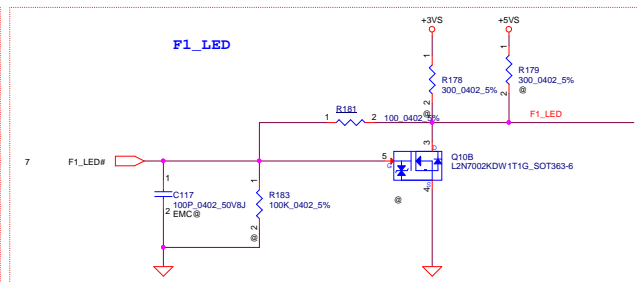 +3VS
+5VS
F1_LED
1
R178
300_0402_5%
2
@
1
R179
300_0402_5%
2
@
R181
1
2
100_0402_5%
F1_LED
3
D
7
F1_LED#
5
G
Q10B
L2N7002KDW1T1G_SOT363-6
S
4
@
1
C117
100P_0402_50V8J
2
EMC@
1
R183
100K_0402_5%
2
@